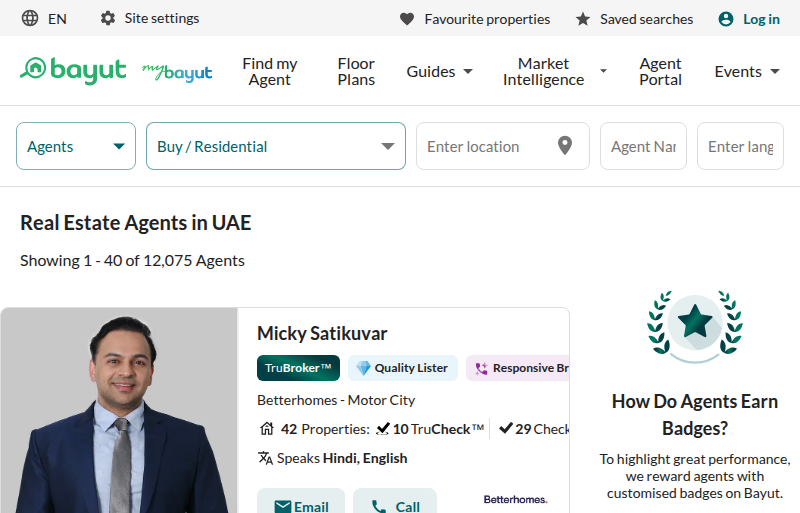 EN Site settings Favourite properties Saved searches Log in
bayut mybayut Find my Agent Floor Plans Guides Market Intelligence Agent Portal Events
Agents Buy / Residential Enter location Agent Nar Enter lang
Real Estate Agents in UAE
Showing 1 - 40 of 12,075 Agents
Micky Satikuvar
TruBroker™ Quality Lister Responsive Br
Betterhomes - Motor City
42 Properties: 10 TruCheck™ 29 Check
Speaks Hindi, English
Email Call Betterhomes.
How Do Agents Earn
Badges?
To highlight great performance,
we reward agents with
customised badges on Bayut.